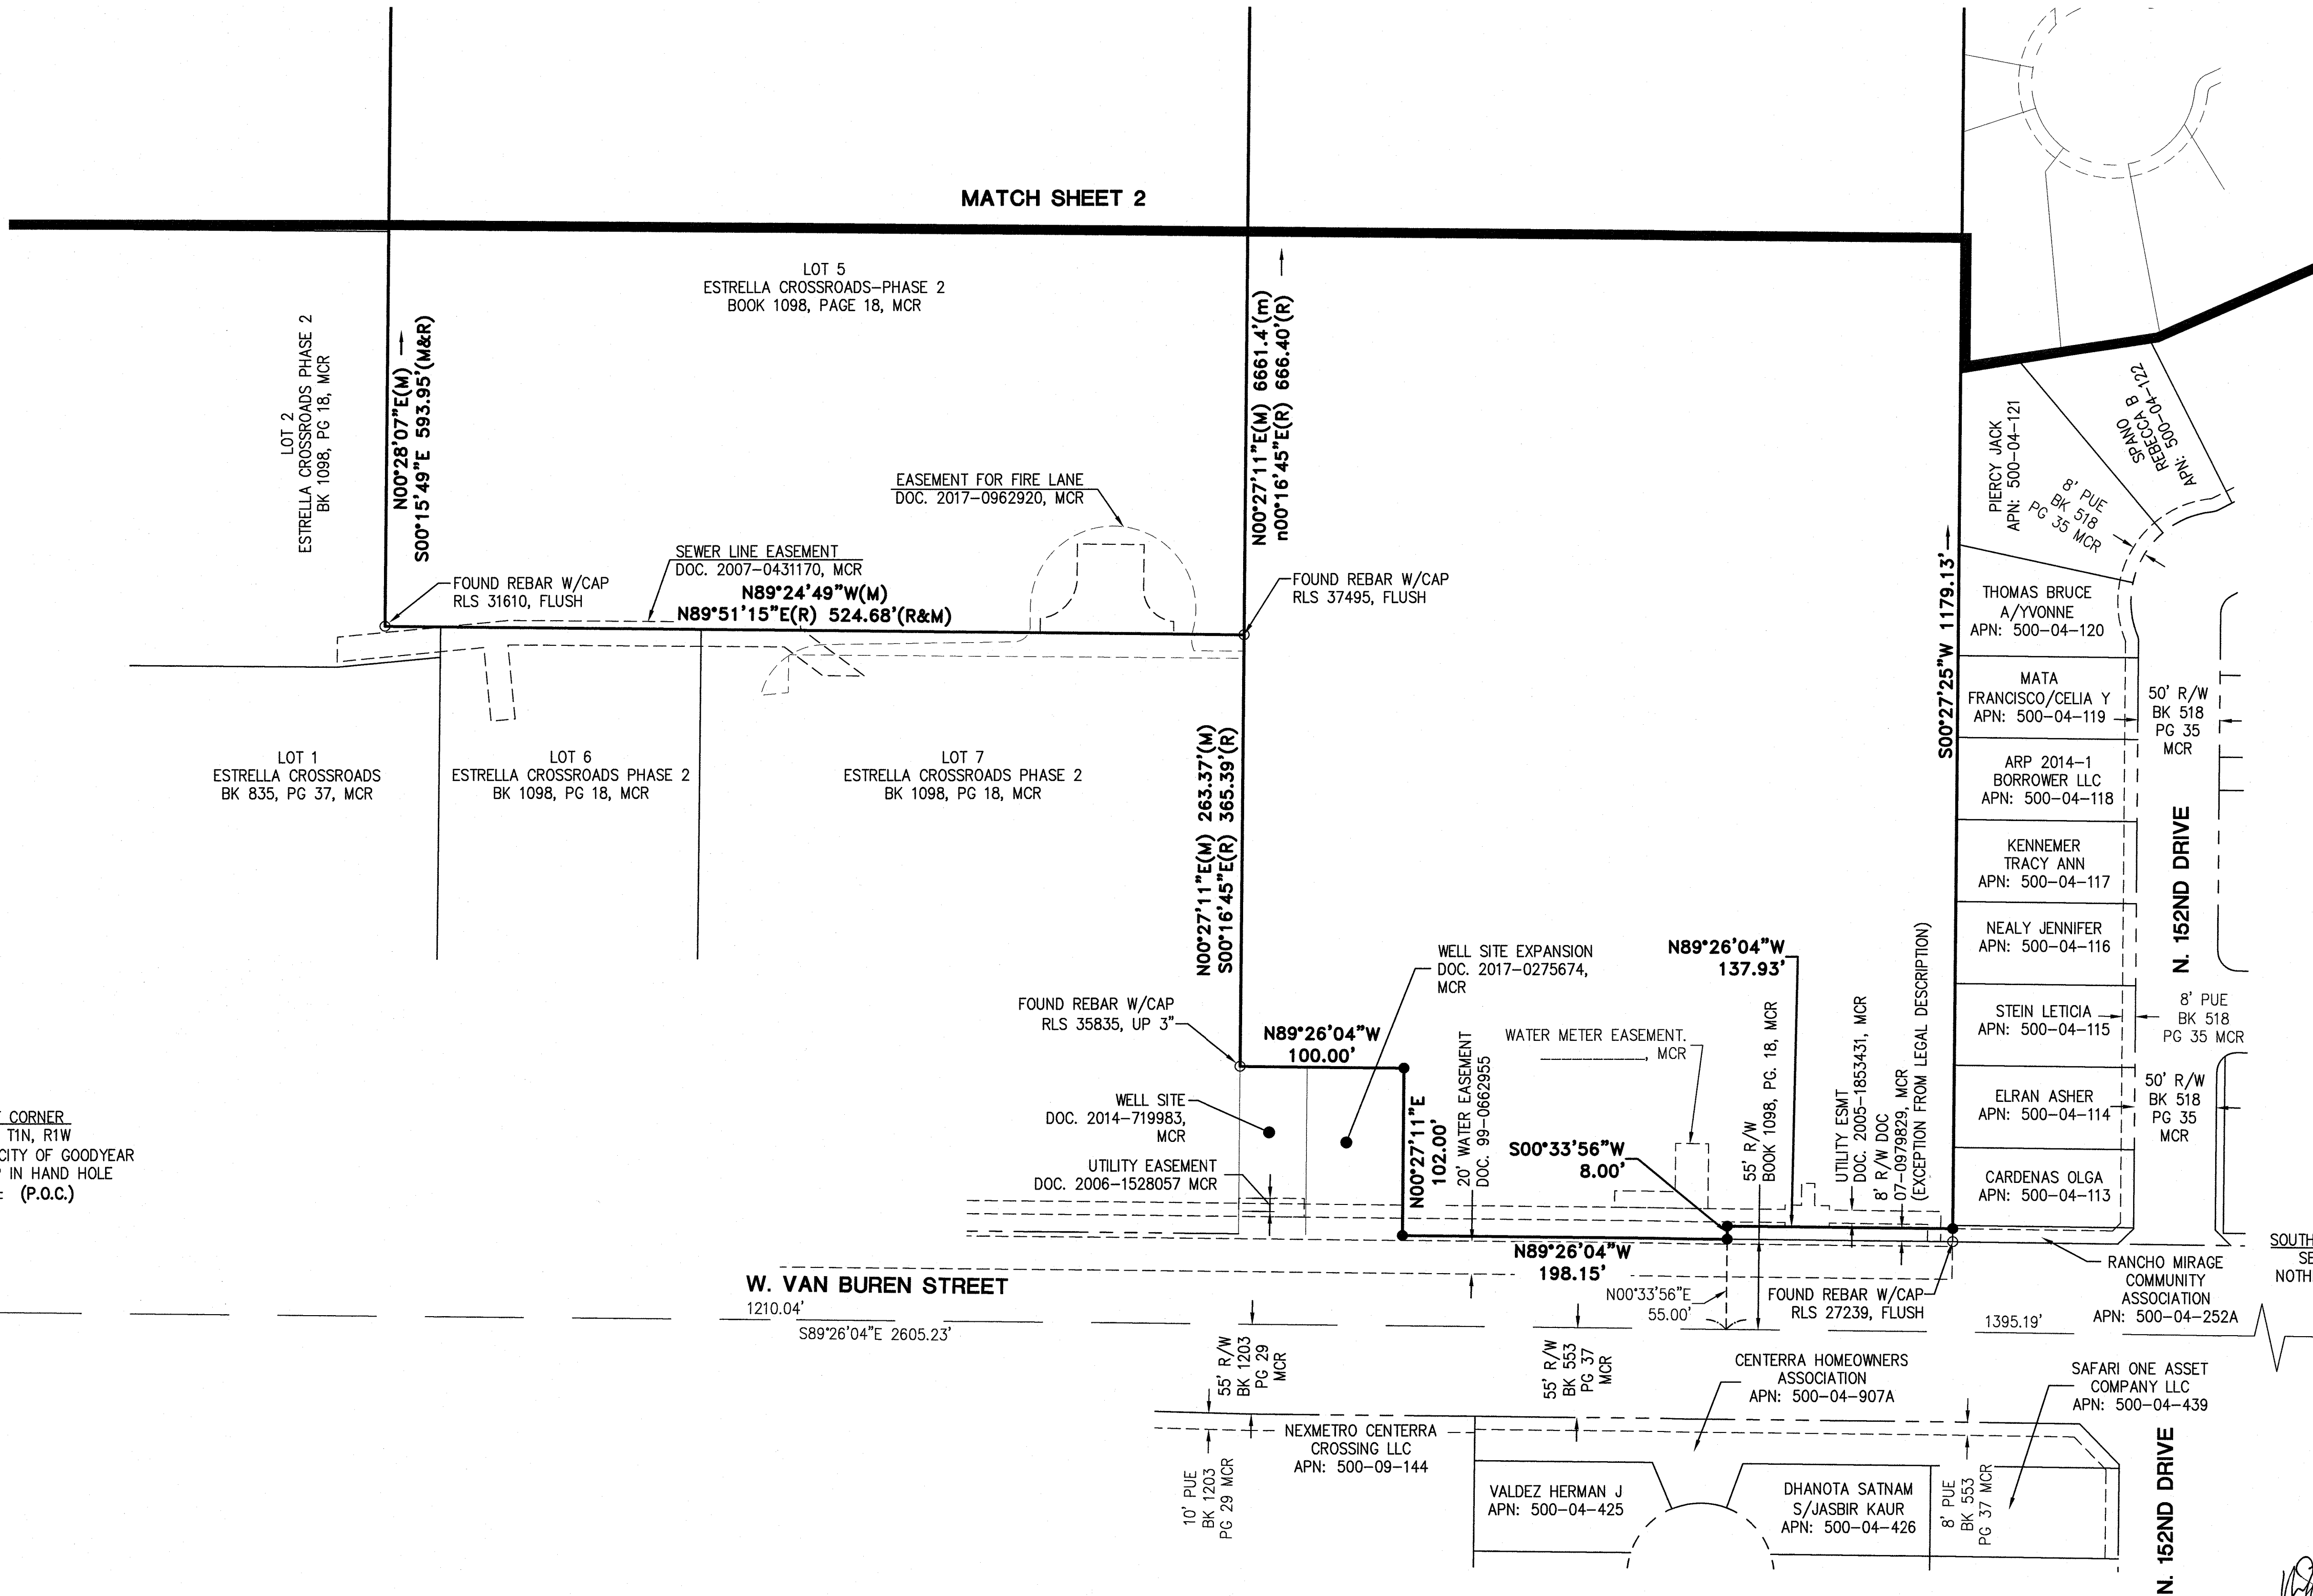 MATCH SHEET 2
LOT 5
ESTRELLA CROSSROADS-PHASE 2
BOOK 1098, PAGE 18, MCR
LOT 2
ESTRELLA CROSSROADS PHASE 2
BK 1098, PG 18, MCR
N00°28'07"E(M)
S00°15'49"E 593.95'(M&R)
N00°27'11"E(M) 6661.4'(m)
n00°16'45"E(R) 666.40'(R)
EASEMENT FOR FIRE LANE
DOC. 2017-0962920, MCR
SEWER LINE EASEMENT
DOC. 2007-0431170, MCR
FOUND REBAR W/CAP
RLS 31610, FLUSH
N89°24'49"W(M)
N89°51'15"E(R) 524.68'(R&M)
FOUND REBAR W/CAP
RLS 37495, FLUSH
LOT 1
ESTRELLA CROSSROADS
BK 835, PG 37, MCR
LOT 6
ESTRELLA CROSSROADS PHASE 2
BK 1098, PG 18, MCR
LOT 7
ESTRELLA CROSSROADS PHASE 2
BK 1098, PG 18, MCR
N00°27'11"E(M) 263.37'(M)
S00°16'45"E(R) 365.39'(R)
S00°27'25"W 1179.13'
PIERCY JACK
APN: 500-04-121
SPANO
REBECCA B
APN: 500-04-122
8' PUE
BK 518
PG 35 MCR
THOMAS BRUCE
A/YVONNE
APN: 500-04-120
MATA
FRANCISCO/CELIA Y
APN: 500-04-119
50' R/W
BK 518
PG 35
MCR
ARP 2014-1
BORROWER LLC
APN: 500-04-118
KENNEMER
TRACY ANN
APN: 500-04-117
N. 152ND DRIVE
NEALY JENNIFER
APN: 500-04-116
STEIN LETICIA
APN: 500-04-115
8' PUE
BK 518
PG 35 MCR
ELRAN ASHER
APN: 500-04-114
50' R/W
BK 518
PG 35
MCR
CARDENAS OLGA
APN: 500-04-113
WELL SITE EXPANSION
DOC. 2017-0275674,
MCR
N89°26'04"W
137.93'
FOUND REBAR W/CAP
RLS 35835, UP 3"
N89°26'04"W
100.00'
WATER METER EASEMENT.
__________, MCR
20' WATER EASEMENT
DOC. 99-0662955
55' R/W
BOOK 1098, PG. 18, MCR
UTILITY ESMT
DOC. 2005-1853431, MCR
8' R/W DOC
07-0979829, MCR
(EXCEPTION FROM LEGAL DESCRIPTION)
WELL SITE
DOC. 2014-719983,
MCR
N00°27'11"E
102.00'
S00°33'56"W
8.00'
UTILITY EASEMENT
DOC. 2006-1528057 MCR
CORNER
T1N, R1W
CITY OF GOODYEAR
IN HAND HOLE
(P.O.C.)
N89°26'04"W
198.15'
W. VAN BUREN STREET
1210.04'
S89°26'04"E 2605.23'
N00°33'56"E
55.00'
FOUND REBAR W/CAP
RLS 27239, FLUSH
1395.19'
RANCHO MIRAGE
COMMUNITY
ASSOCIATION
APN: 500-04-252A
SOUTH
SE
NOTH
55' R/W
BK 1203
PG 29
MCR
55' R/W
BK 553
PG 37
MCR
CENTERRA HOMEOWNERS
ASSOCIATION
APN: 500-04-907A
SAFARI ONE ASSET
COMPANY LLC
APN: 500-04-439
10' PUE
BK 1203
PG 29 MCR
NEXMETRO CENTERRA
CROSSING LLC
APN: 500-09-144
VALDEZ HERMAN J
APN: 500-04-425
DHANOTA SATNAM
S/JASBIR KAUR
APN: 500-04-426
8' PUE
BK 553
PG 37 MCR
N. 152ND DRIVE